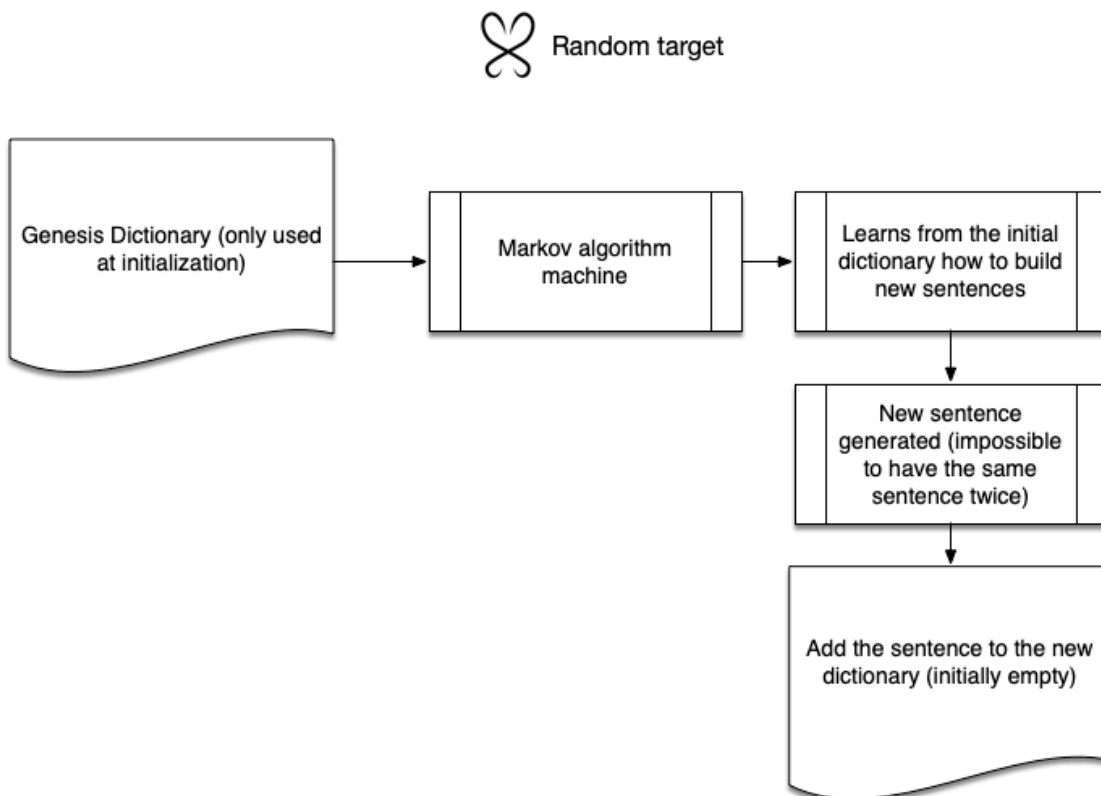 Random target
Genesis Dictionary (only used
at initialization)
Markov algorithm
machine
Learns from the initial
dictionary how to build
new sentences
New sentence
generated (impossible
to have the same
sentence twice)
Add the sentence to the new
dictionary (initially empty)